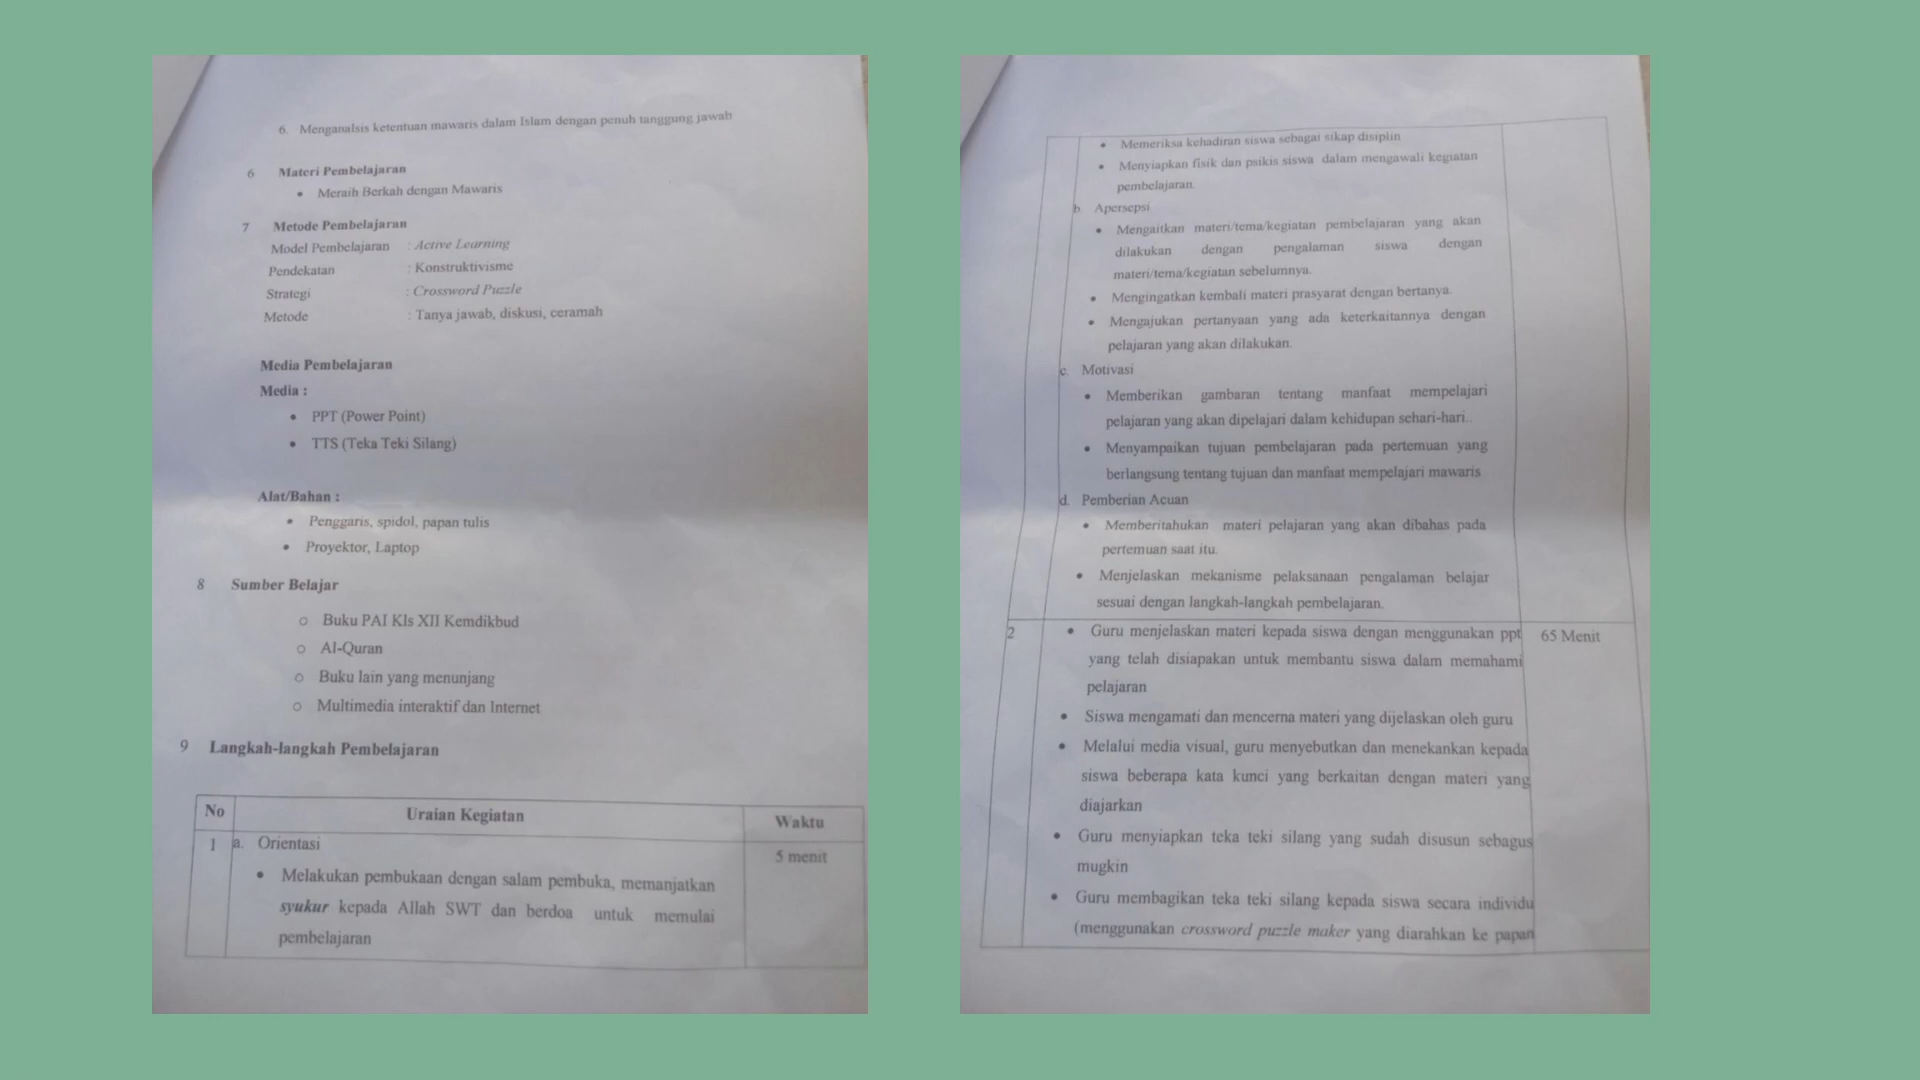 6. Menganalsis ketentuan mawaris dalam Islam dengan penuh tanggung jawab
6 Materi Pembelajaran
• Meraih Berkah dengan Mawaris
7 Metode Pembelajaran
Model Pembelajaran : Active Learning
Pendekatan : Konstruktivisme
Strategi : Crossword Puzzle
Metode : Tanya jawab, diskusi, ceramah
Media Pembelajaran
Media :
• PPT (Power Point)
• TTS (Teka Teki Silang)
Alat/Bahan :
• Penggaris, spidol, papan tulis
• Proyektor, Laptop
8 Sumber Belajar
o Buku PAI Kls XII Kemdikbud
o Al-Quran
o Buku lain yang menunjang
o Multimedia interaktif dan Internet
9 Langkah-langkah Pembelajaran
No Uraian Kegiatan Waktu
1 a. Orientasi 5 menit
• Melakukan pembukaan dengan salam pembuka, memanjatkan
syukur kepada Allah SWT dan berdoa untuk memulai
pembelajaran
• Memeriksa kehadiran siswa sebagai sikap disiplin
• Menyiapkan fisik dan psikis siswa dalam mengawali kegiatan
pembelajaran.
b. Apersepsi
• Mengaitkan materi/tema/kegiatan pembelajaran yang akan
dilakukan dengan pengalaman siswa dengan
materi/tema/kegiatan sebelumnya.
• Mengingatkan kembali materi prasyarat dengan bertanya.
• Mengajukan pertanyaan yang ada keterkaitannya dengan
pelajaran yang akan dilakukan.
c. Motivasi
• Memberikan gambaran tentang manfaat mempelajari
pelajaran yang akan dipelajari dalam kehidupan sehari-hari..
• Menyampaikan tujuan pembelajaran pada pertemuan yang
berlangsung tentang tujuan dan manfaat mempelajari mawaris
d. Pemberian Acuan
• Memberitahukan materi pelajaran yang akan dibahas pada
pertemuan saat itu.
• Menjelaskan mekanisme pelaksanaan pengalaman belajar
sesuai dengan langkah-langkah pembelajaran.
2 • Guru menjelaskan materi kepada siswa dengan menggunakan ppt 65 Menit
yang telah disiapakan untuk membantu siswa dalam memahami
pelajaran
• Siswa mengamati dan mencerna materi yang dijelaskan oleh guru
• Melalui media visual, guru menyebutkan dan menekankan kepada
siswa beberapa kata kunci yang berkaitan dengan materi yang
diajarkan
• Guru menyiapkan teka teki silang yang sudah disusun sebagus
mugkin
• Guru membagikan teka teki silang kepada siswa secara individu
(menggunakan crossword puzzle maker yang diarahkan ke papan